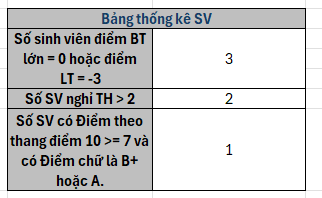 Bảng thống kê SV
Số sinh viên điểm BT
lớn = 0 hoặc điểm
LT = -3
3
Số SV nghỉ TH > 2
2
Số SV có Điểm theo
thang điểm 10 >= 7 và
có Điểm chữ là B+
hoặc A.
1